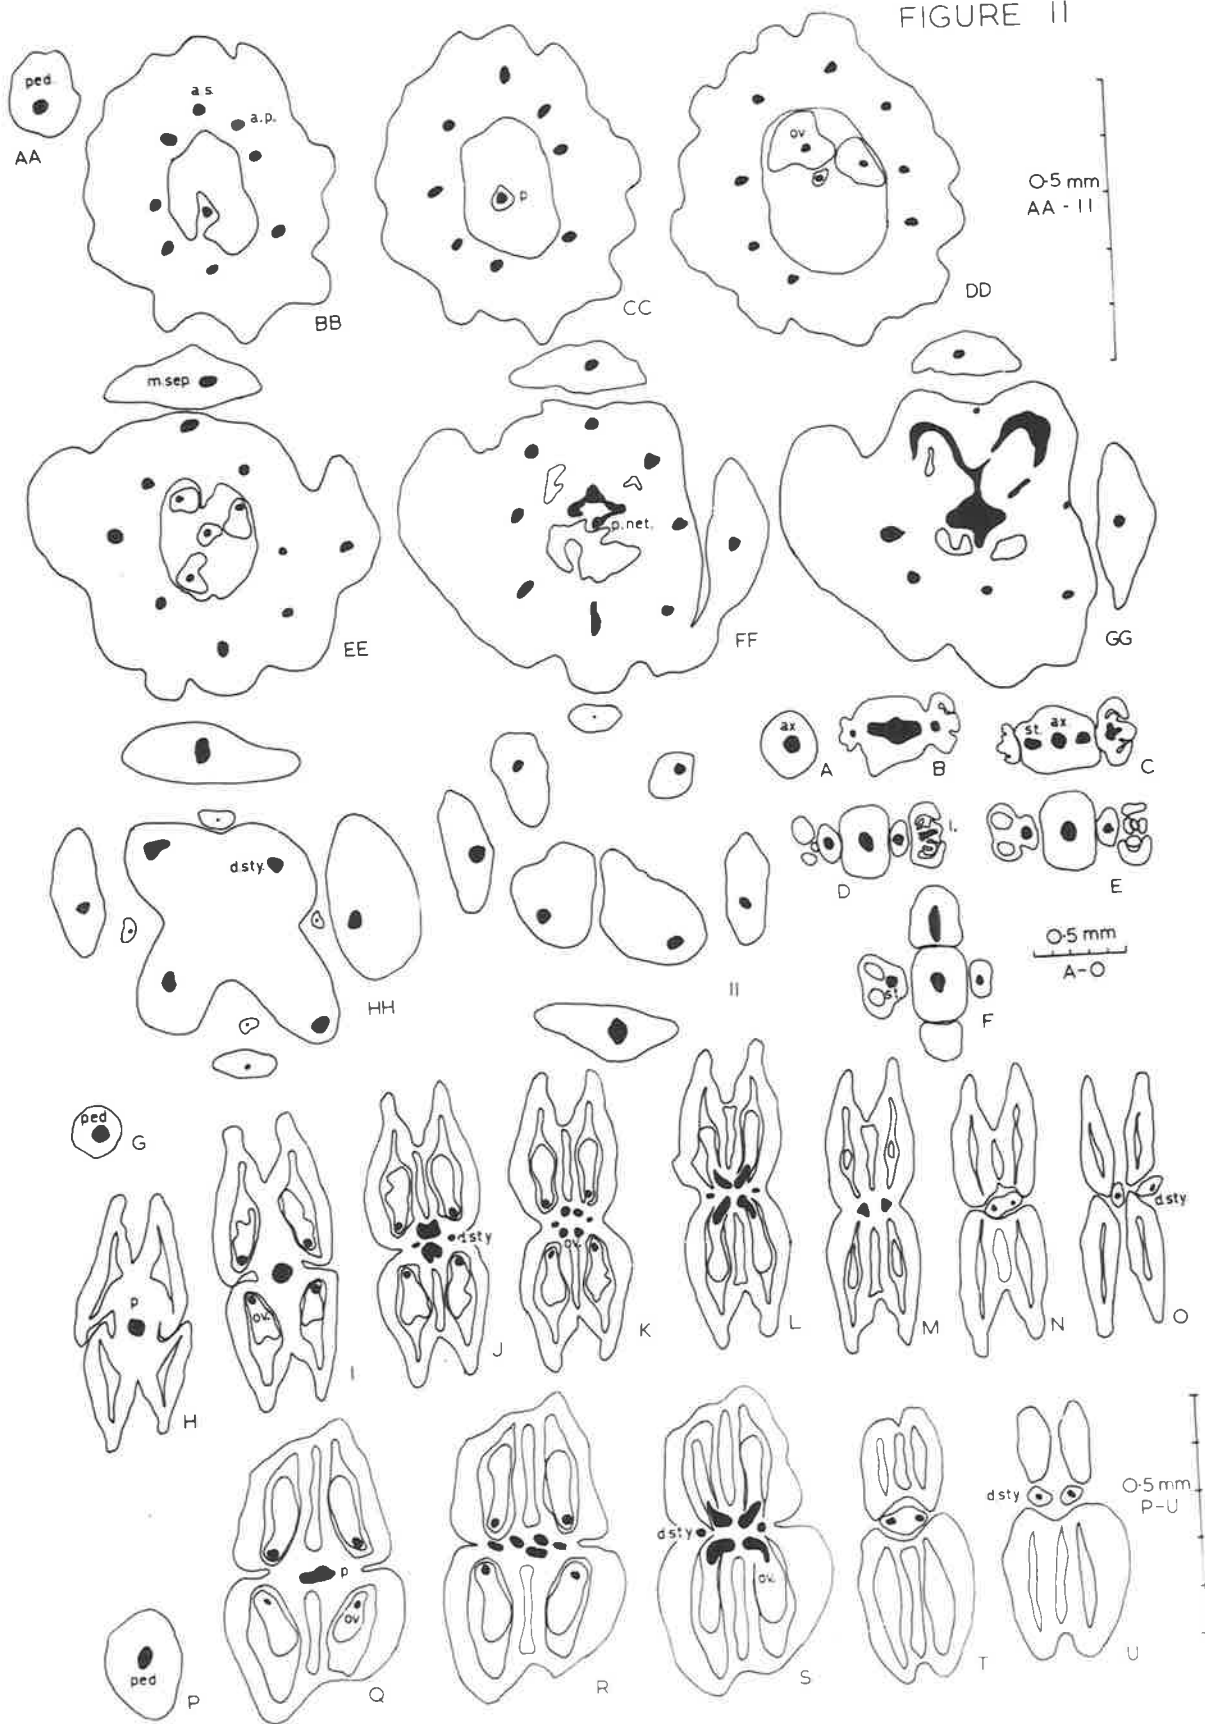 FIGURE II
ped.
AA
a.s.
a.p.
BB
p
CC
ov
DD
0·5 mm
AA - II
m.sep.
EE
p.net.
FF
GG
ax
A
B
st. ax
C
l.
D
E
d.sty.
HH
II
st.
F
0·5 mm
A-O
ped
G
p
H
ov.
I
d.sty
J
ov.
K
L
M
N
d.sty
O
ped
P
p
ov
Q
R
d.sty
ov.
S
T
d.sty
U
0·5 mm
P-U